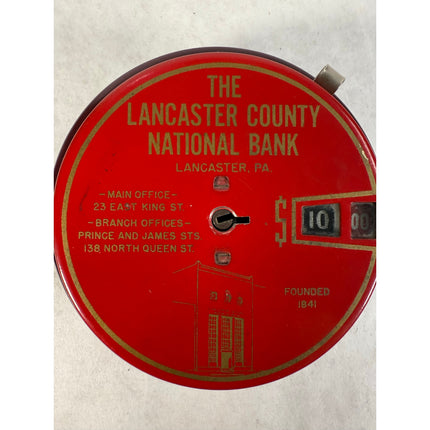 THE
LANCASTER COUNTY
NATIONAL BANK
LANCASTER, PA.
-MAIN OFFICE-
23 EAST KING ST.
-BRANCH OFFICES-
PRINCE AND JAMES STS.
138 NORTH QUEEN ST.
$ 10 00
FOUNDED
1841